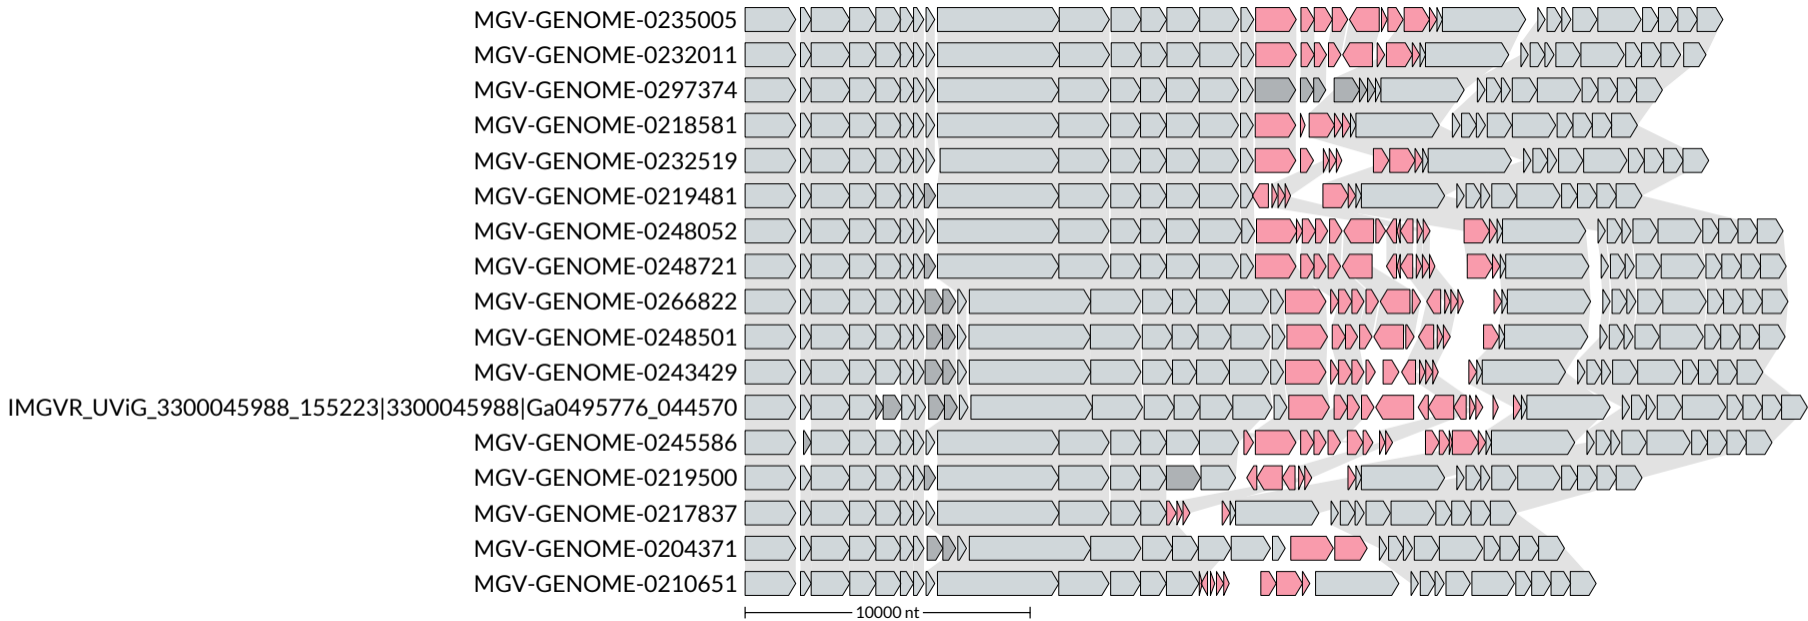 MGV-GENOME-0235005
MGV-GENOME-0232011
MGV-GENOME-0297374
MGV-GENOME-0218581
MGV-GENOME-0232519
MGV-GENOME-0219481
MGV-GENOME-0248052
MGV-GENOME-0248721
MGV-GENOME-0266822
MGV-GENOME-0248501
MGV-GENOME-0243429
IMGVR_UViG_3300045988_155223|3300045988|Ga0495776_044570
MGV-GENOME-0245586
MGV-GENOME-0219500
MGV-GENOME-0217837
MGV-GENOME-0204371
MGV-GENOME-0210651
10000 nt